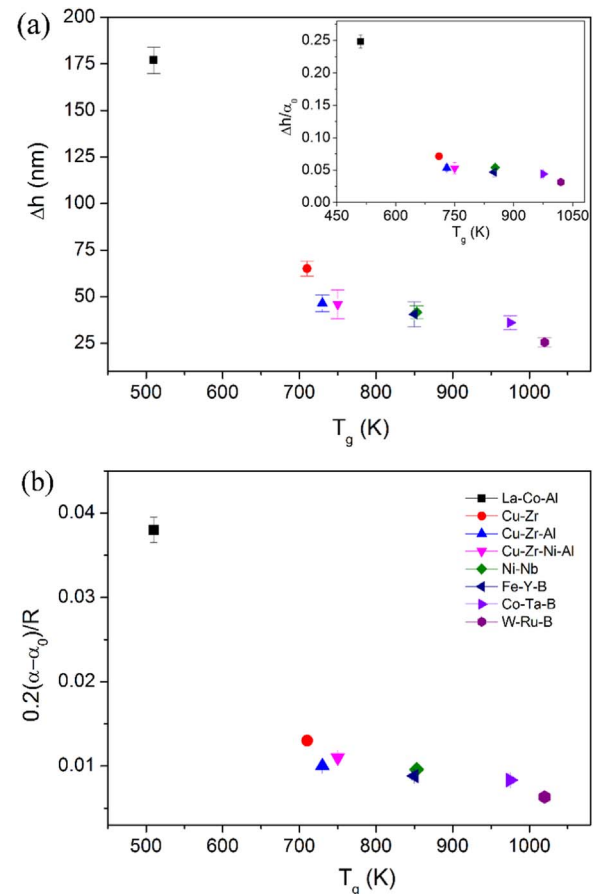 (a)
200
175
150
125
100
75
50
25
Δh (nm)
500 600 700 800 900 1000
T_g (K)
0.25
0.20
0.15
0.10
0.05
0.00
Δh/α₀
450 600 750 900 1050
T_g (K)
(b)
0.04
0.03
0.02
0.01
0.2(α−α₀)/R
La-Co-Al
Cu-Zr
Cu-Zr-Al
Cu-Zr-Ni-Al
Ni-Nb
Fe-Y-B
Co-Ta-B
W-Ru-B
500 600 700 800 900 1000
T_g (K)